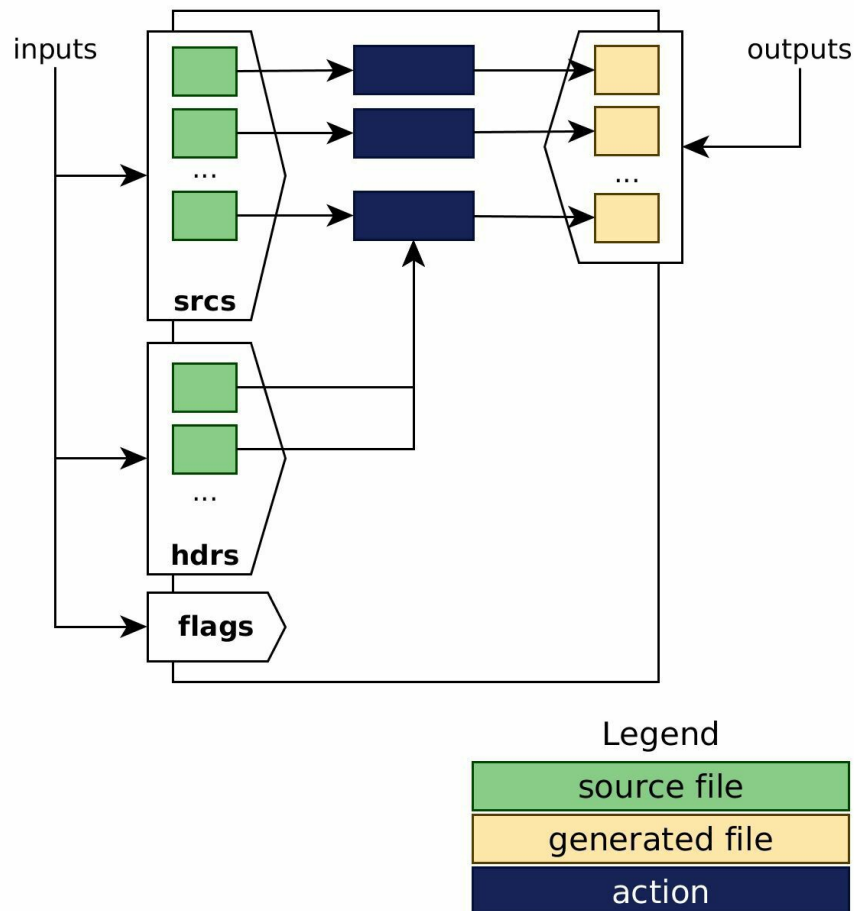 inputs
outputs
...
...
srcs
...
hdrs
flags
Legend
source file
generated file
action